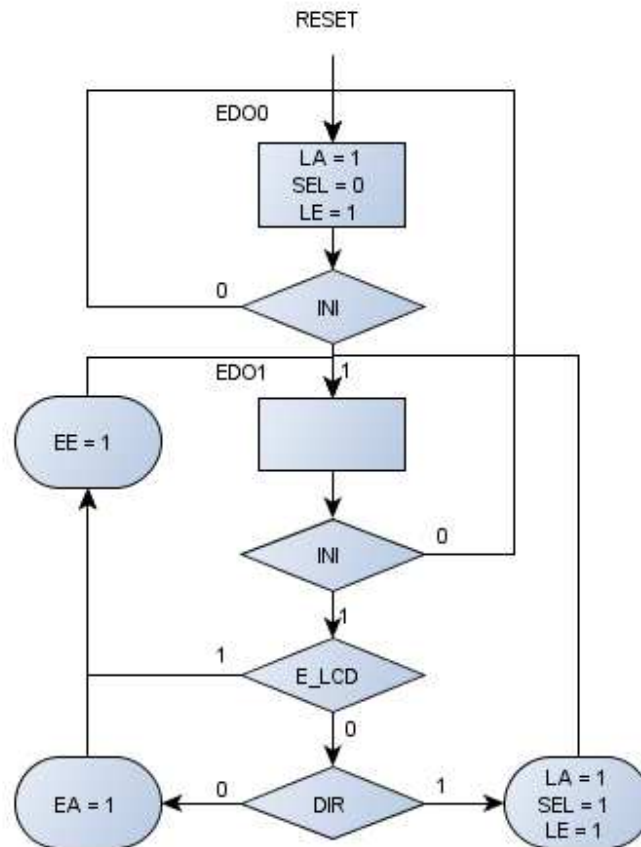 RESET
EDO0
LA = 1
SEL = 0
LE = 1
0
INI
EDO1
1
EE = 1
INI
0
1
1
E_LCD
0
EA = 1
0
DIR
1
LA = 1
SEL = 1
LE = 1